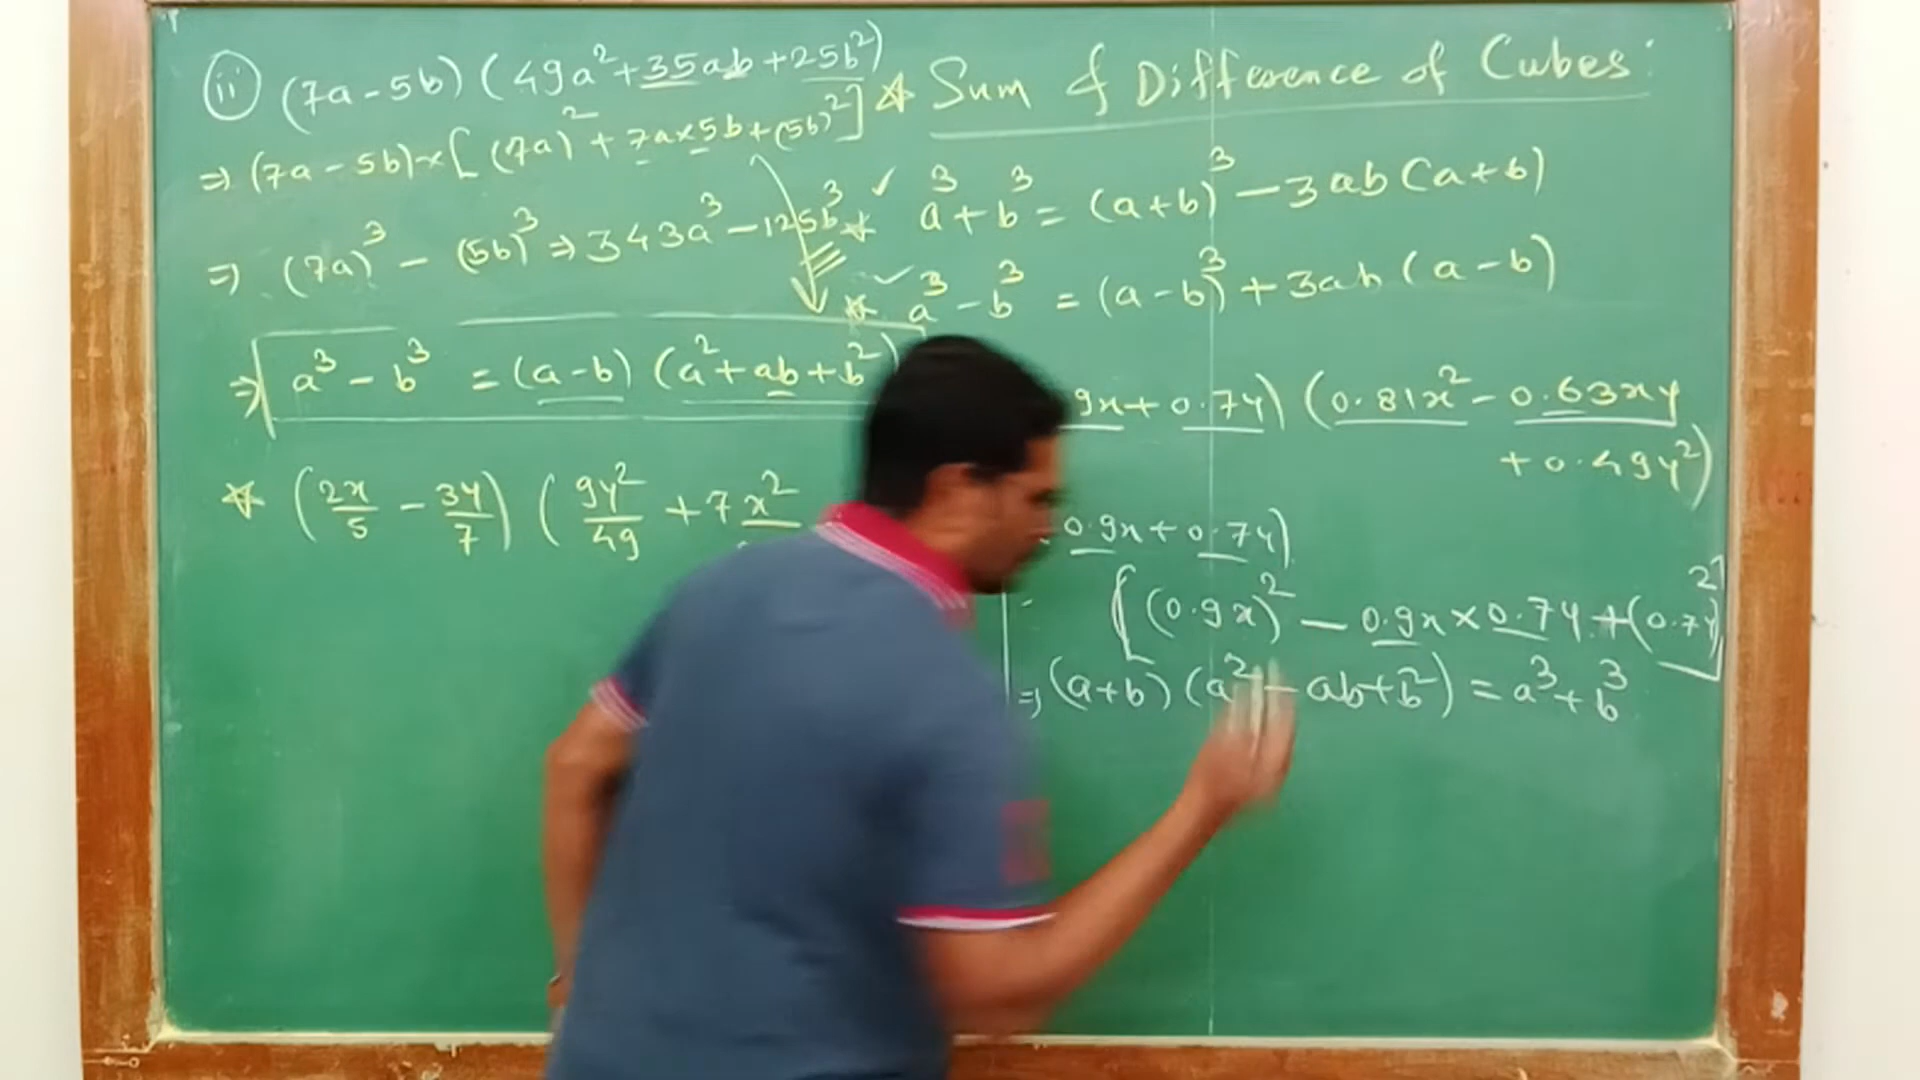 ii (7a-5b) (49a²+35ab+25b²)
⇒ (7a-5b)×[(7a)²+7a×5b+(5b)²]
⇒ (7a)³ - (5b)³ ⇒ 343a³-125b³
⇒ a³-b³ = (a-b) (a²+ab+b²)
(2x/5 - 3y/7) (9y²/49 + 7x²
Sum & Difference of Cubes:
a³+b³ = (a+b)³-3ab(a+b)
a³-b³ = (a-b)³+3ab(a-b)
9x+0.7y) (0.81x²-0.63xy
+0.49y²)
0.9x+0.7y)
[(0.9x)²-0.9x×0.7y+(0.7y)²]
⇒ (a+b) (a²-ab+b²) = a³+b³